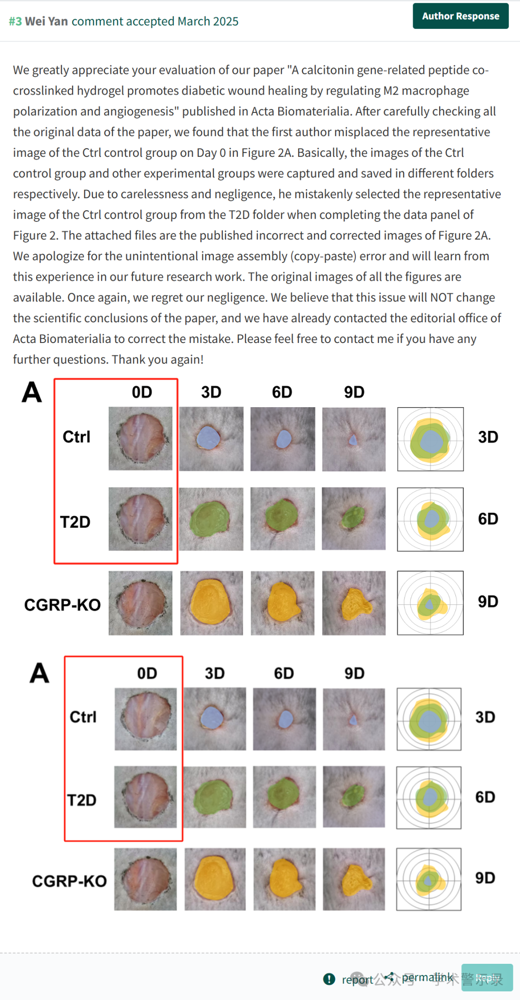 #3 Wei Yan comment accepted March 2025
Author Response
We greatly appreciate your evaluation of our paper "A calcitonin gene-related peptide co-
crosslinked hydrogel promotes diabetic wound healing by regulating M2 macrophage
polarization and angiogenesis" published in Acta Biomaterialia. After carefully checking all
the original data of the paper, we found that the first author misplaced the representative
image of the Ctrl control group on Day 0 in Figure 2A. Basically, the images of the Ctrl
control group and other experimental groups were captured and saved in different folders
respectively. Due to carelessness and negligence, he mistakenly selected the representative
image of the Ctrl control group from the T2D folder when completing the data panel of
Figure 2. The attached files are the published incorrect and corrected images of Figure 2A.
We apologize for the unintentional image assembly (copy-paste) error and will learn from
this experience in our future research work. The original images of all the figures are
available. Once again, we regret our negligence. We believe that this issue will NOT change
the scientific conclusions of the paper, and we have already contacted the editorial office of
Acta Biomaterialia to correct the mistake. Please feel free to contact me if you have any
further questions. Thank you again!
A 0D 3D 6D 9D
Ctrl 3D
T2D 6D
CGRP-KO 9D
A 0D 3D 6D 9D
Ctrl 3D
T2D 6D
CGRP-KO 9D
report permalink Reply
公众号 · 学术警示录